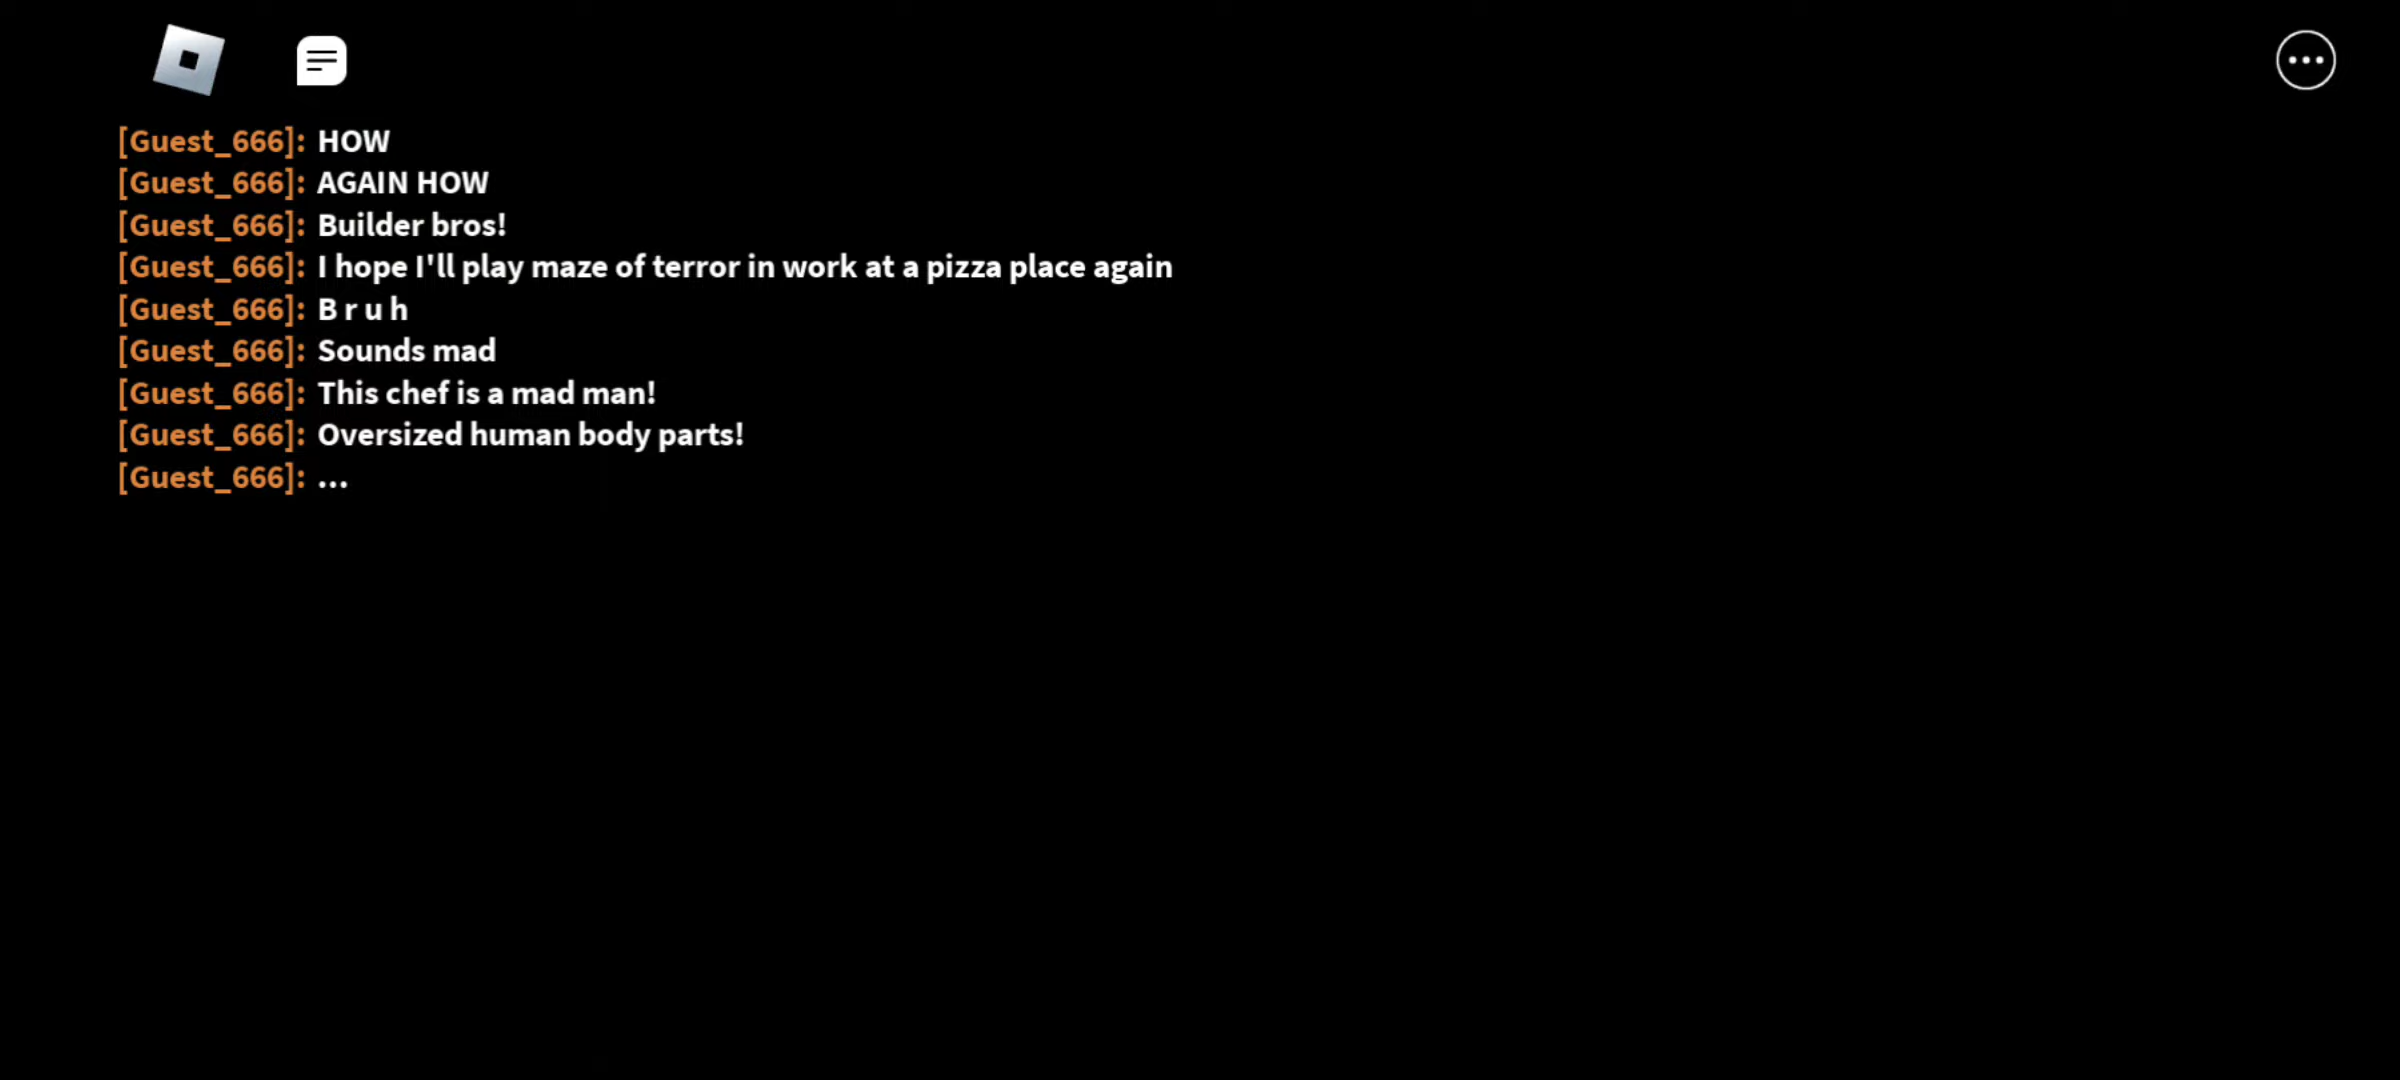 [Guest_666]: HOW
[Guest_666]: AGAIN HOW
[Guest_666]: Builder bros!
[Guest_666]: I hope I'll play maze of terror in work at a pizza place again
[Guest_666]: B r u h
[Guest_666]: Sounds mad
[Guest_666]: This chef is a mad man!
[Guest_666]: Oversized human body parts!
[Guest_666]: ...